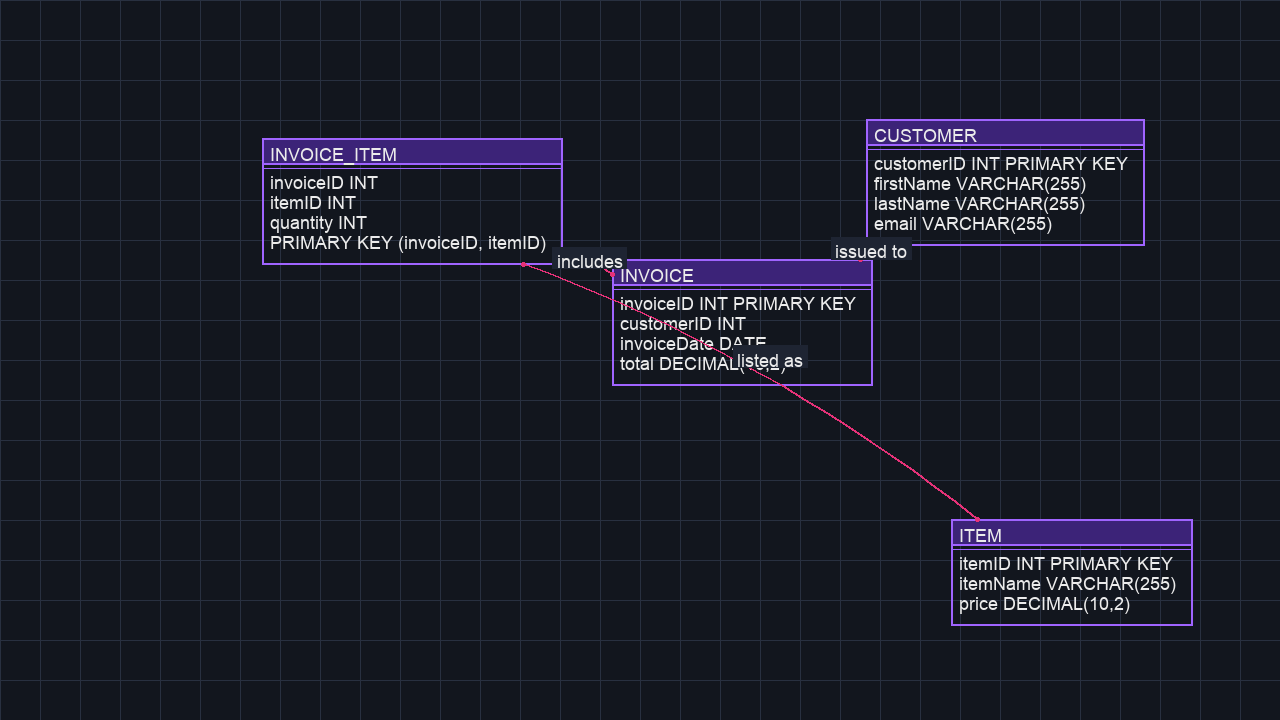 INVOICE_ITEM
invoiceID INT
itemID INT
quantity INT
PRIMARY KEY (invoiceID, itemID)
CUSTOMER
customerID INT PRIMARY KEY
firstName VARCHAR(255)
lastName VARCHAR(255)
email VARCHAR(255)
includes
issued to
INVOICE
invoiceID INT PRIMARY KEY
customerID INT
invoiceDate DATE
total DECIMAL(
listed as
ITEM
itemID INT PRIMARY KEY
itemName VARCHAR(255)
price DECIMAL(10,2)